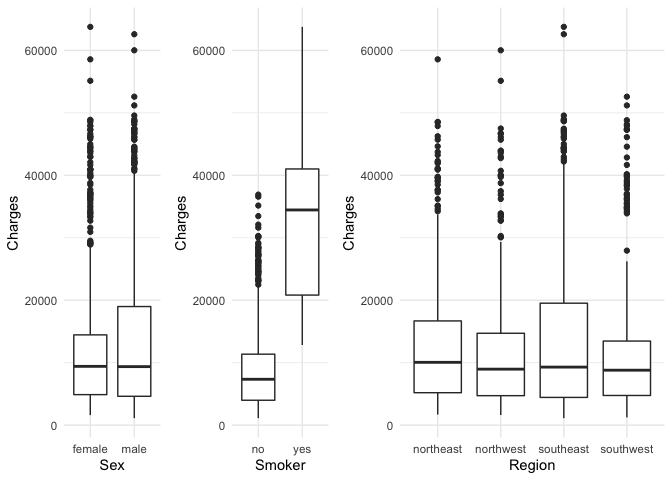 Charges
60000
40000
20000
0
female male
Sex
Charges
60000
40000
20000
0
no yes
Smoker
Charges
60000
40000
20000
0
northeast northwest southeast southwest
Region